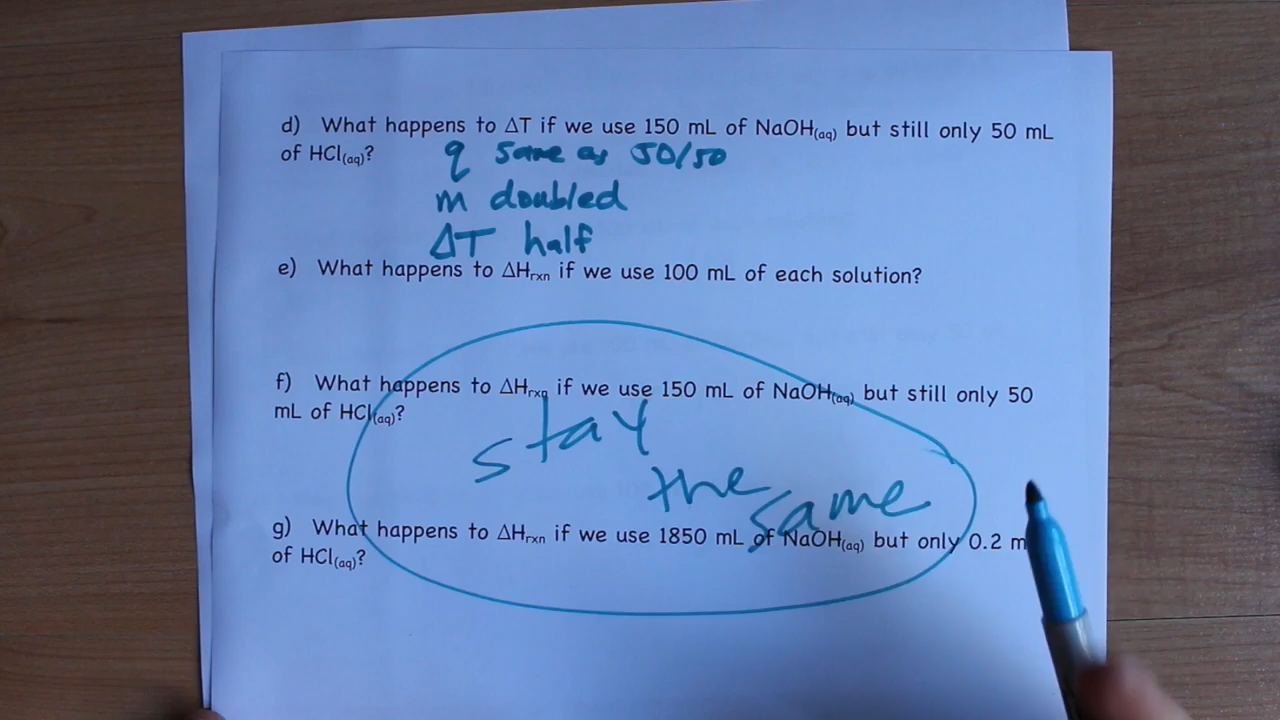 d) What happens to ΔT if we use 150 mL of NaOH(aq) but still only 50 mL
of HCl(aq)?
q same as 50/50
m doubled
ΔT half
e) What happens to ΔHrxn if we use 100 mL of each solution?
f) What happens to ΔHrxn if we use 150 mL of NaOH(aq) but still only 50
mL of HCl(aq)?
stay
the same
g) What happens to ΔHrxn if we use 1850 mL of NaOH(aq) but only 0.2 m
of HCl(aq)?